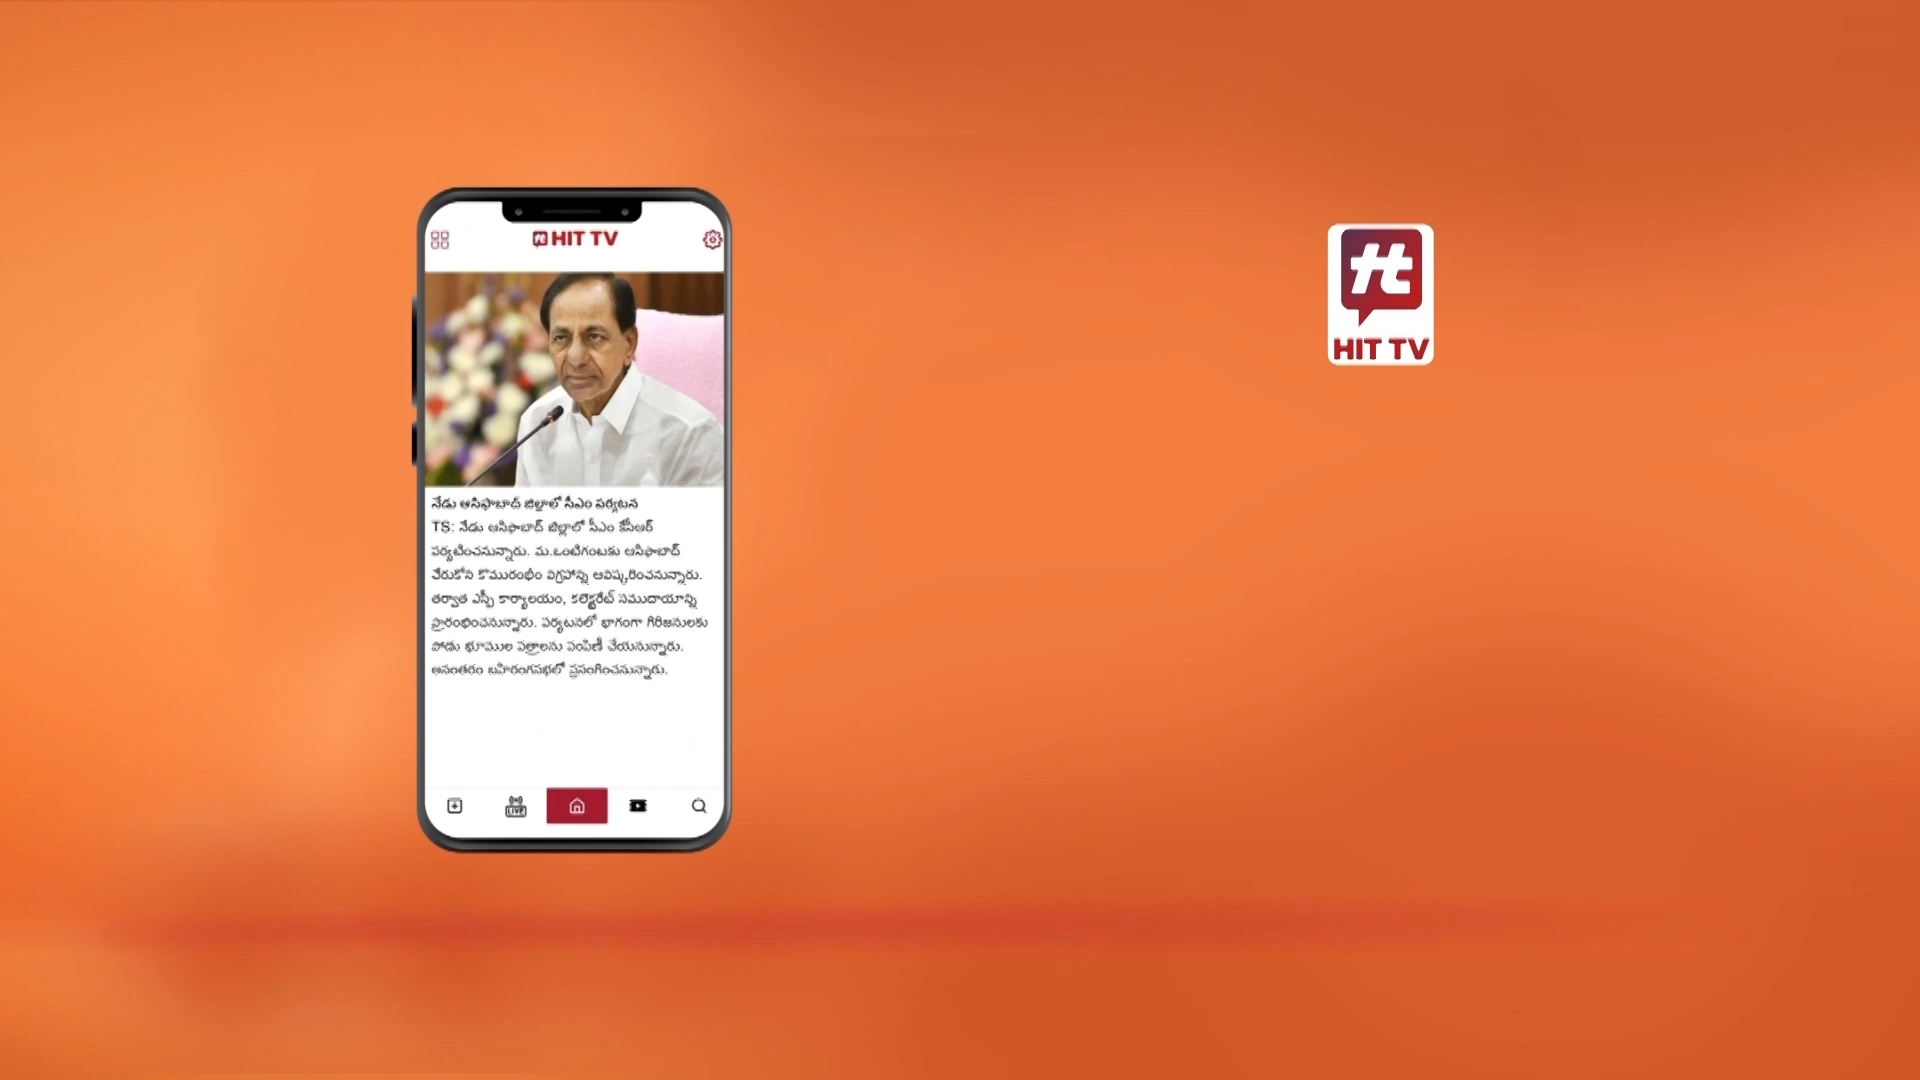 HIT TV
HIT TV
నేడు ఆసిఫాబాద్ జిల్లాలో సీఎం పర్యటన
TS: నేడు ఆసిఫాబాద్ జిల్లాలో సీఎం కేసీఆర్
పర్యటించనున్నారు. మ.ఒంటిగంటకు ఆసిఫాబాద్
చేరుకోని కొమురంభీం విగ్రహాన్ని ఆవిష్కరించనున్నారు.
తర్వాత ఎస్పీ కార్యాలయం, కలెక్టరేట్ సముదాయాన్ని
ప్రారంభించనున్నారు. పర్యటనలో భాగంగా గిరిజనులకు
పోడు భూముల పత్రాలను పంపిణీ చేయనున్నారు.
అనంతరం బహిరంగసభలో ప్రసంగించనున్నారు.
LIVE